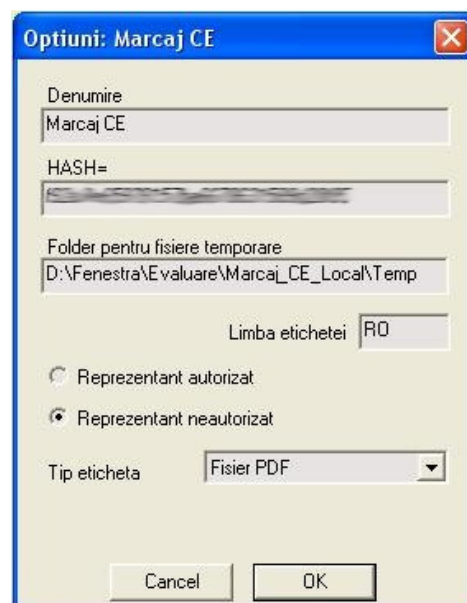 Optiuni: Marcaj CE
Denumire
Marcaj CE
HASH=
Folder pentru fisiere temporare
D:\Fenestra\Evaluare\Marcaj_CE_Local\Temp
Limba etichetei RO
Reprezentant autorizat
Reprezentant neautorizat
Tip eticheta Fisier PDF
Cancel OK